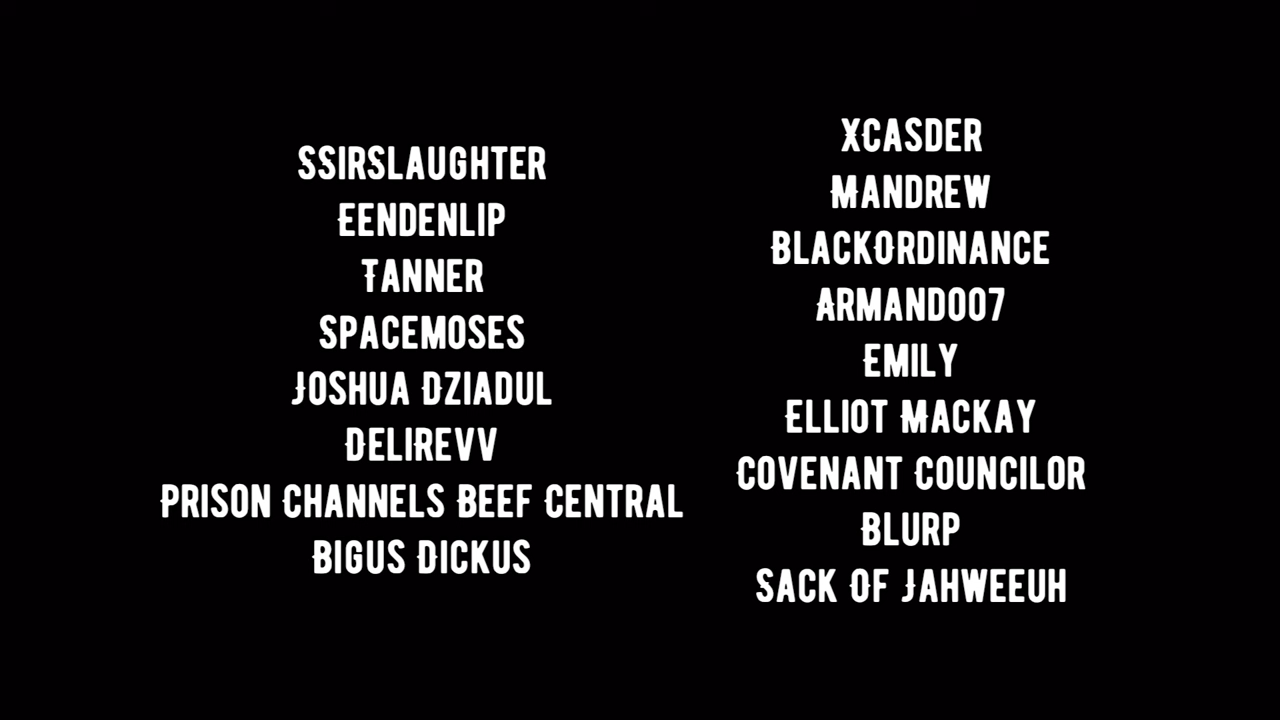 SSIRSLAUGHTER
EENDENLIP
TANNER
SPACEMOSES
JOSHUA DZIADUL
DELIREVV
PRISON CHANNELS BEEF CENTRAL
BIGUS DICKUS
XCASDER
MANDREW
BLACKORDINANCE
ARMANDO07
EMILY
ELLIOT MACKAY
COVENANT COUNCILOR
BLURP
SACK OF JAHWEEUH